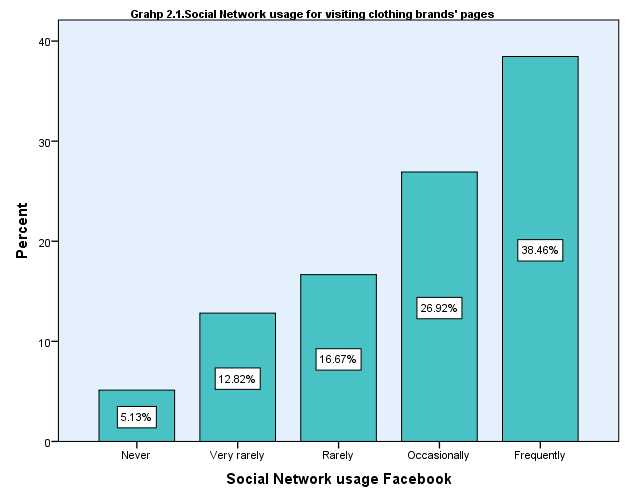 Grahp 2.1.Social Network usage for visiting clothing brands' pages
Percent
40
30
20
10
0
5.13%
12.82%
16.67%
26.92%
38.46%
Never
Very rarely
Rarely
Occasionally
Frequently
Social Network usage Facebook